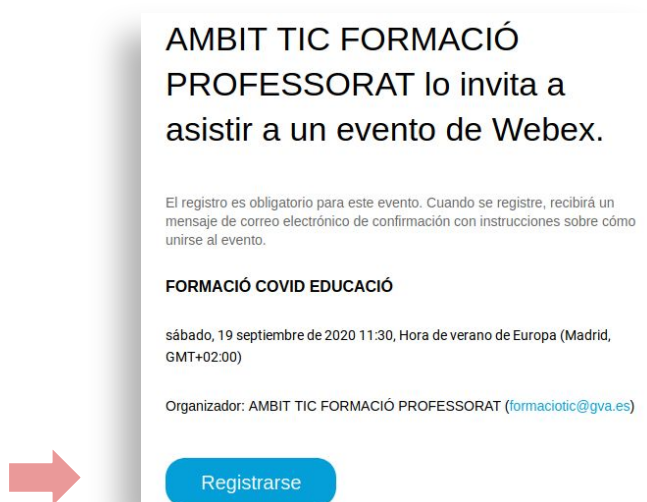 AMBIT TIC FORMACIÓ
PROFESSORAT lo invita a
asistir a un evento de Webex.
El registro es obligatorio para este evento. Cuando se registre, recibirá un
mensaje de correo electrónico de confirmación con instrucciones sobre cómo
unirse al evento.
FORMACIÓ COVID EDUCACIÓ
sábado, 19 septiembre de 2020 11:30, Hora de verano de Europa (Madrid,
GMT+02:00)
Organizador: AMBIT TIC FORMACIÓ PROFESSORAT (formaciotic@gva.es)
Registrarse